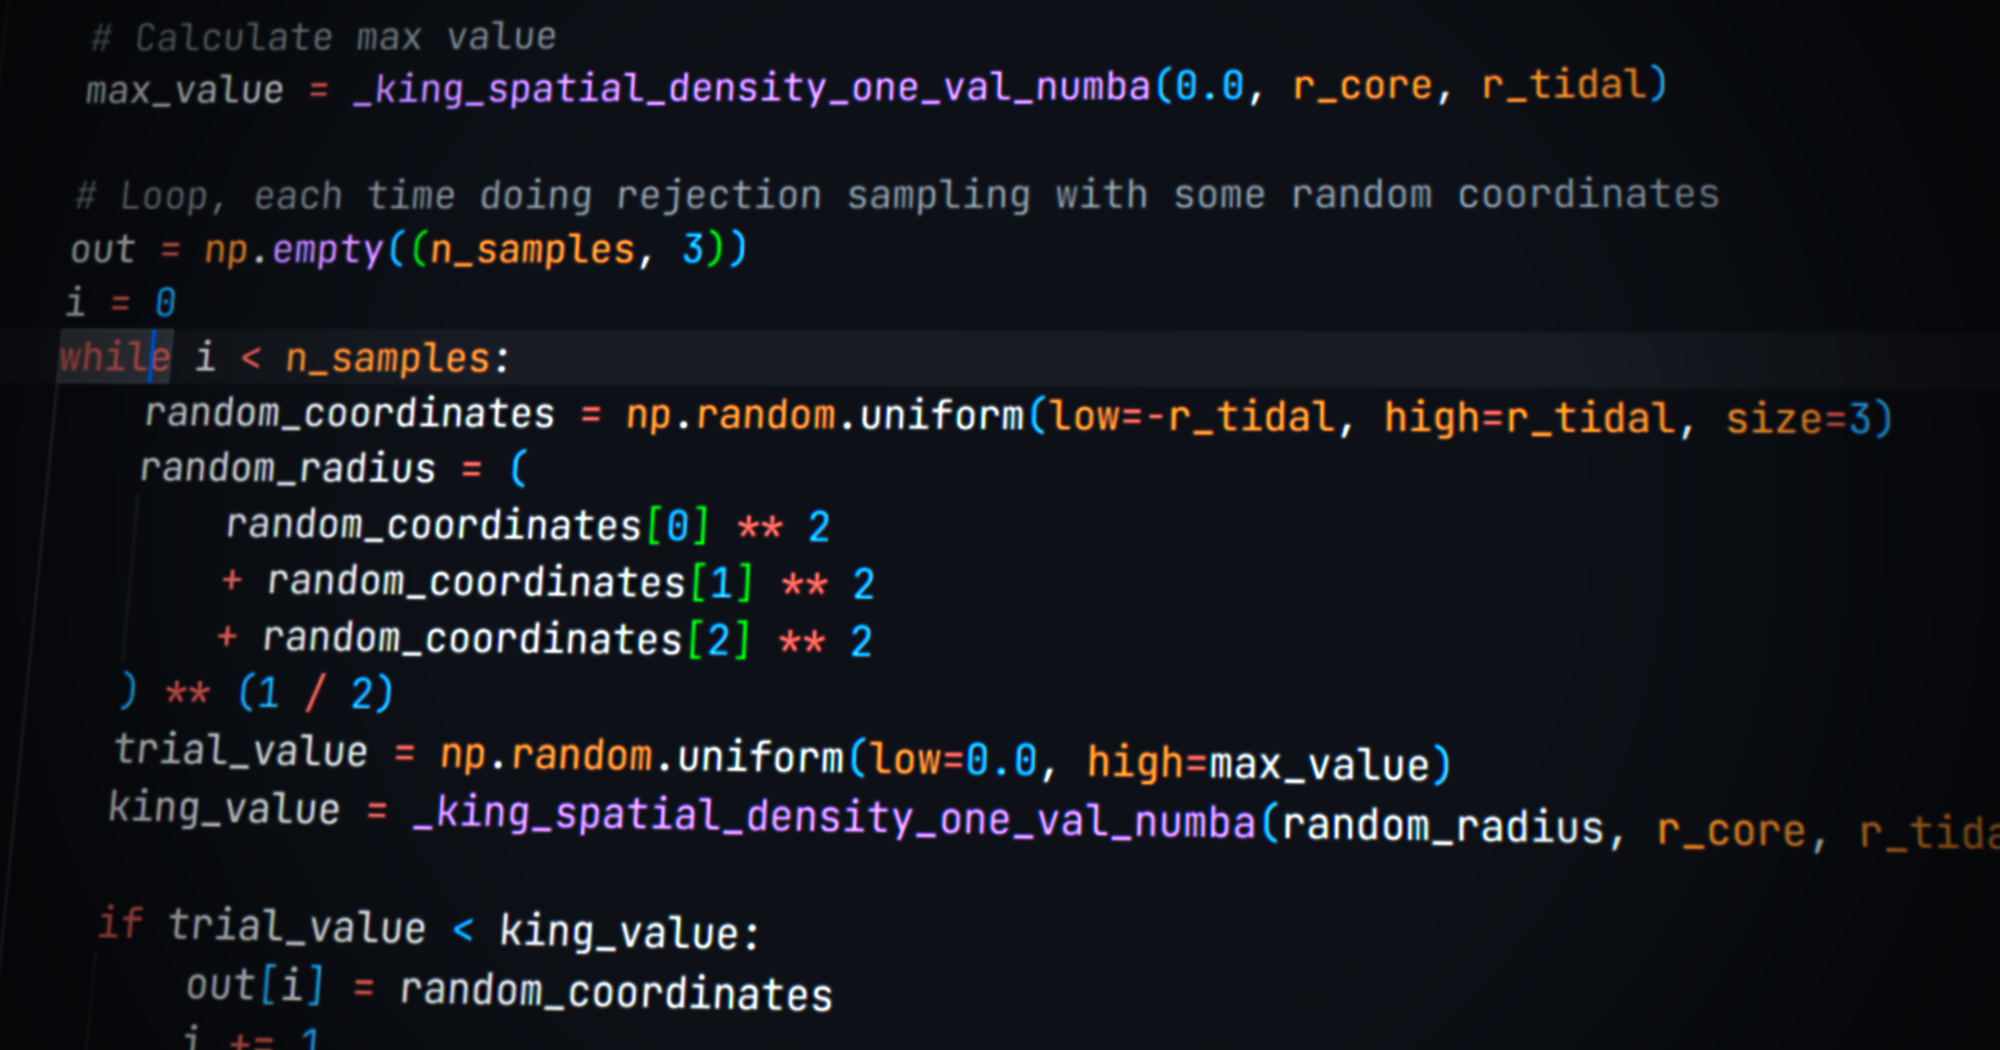 # Calculate max value
max_value = _king_spatial_density_one_val_numba(0.0, r_core, r_tidal)
# Loop, each time doing rejection sampling with some random coordinates
out = np.empty((n_samples, 3))
i = 0
while i < n_samples:
random_coordinates = np.random.uniform(low=-r_tidal, high=r_tidal, size=3)
random_radius = (
random_coordinates[0] ** 2
+ random_coordinates[1] ** 2
+ random_coordinates[2] ** 2
) ** (1 / 2)
trial_value = np.random.uniform(low=0.0, high=max_value)
king_value = _king_spatial_density_one_val_numba(random_radius, r_core, r_tida
if trial_value < king_value:
out[i] = random_coordinates
i += 1